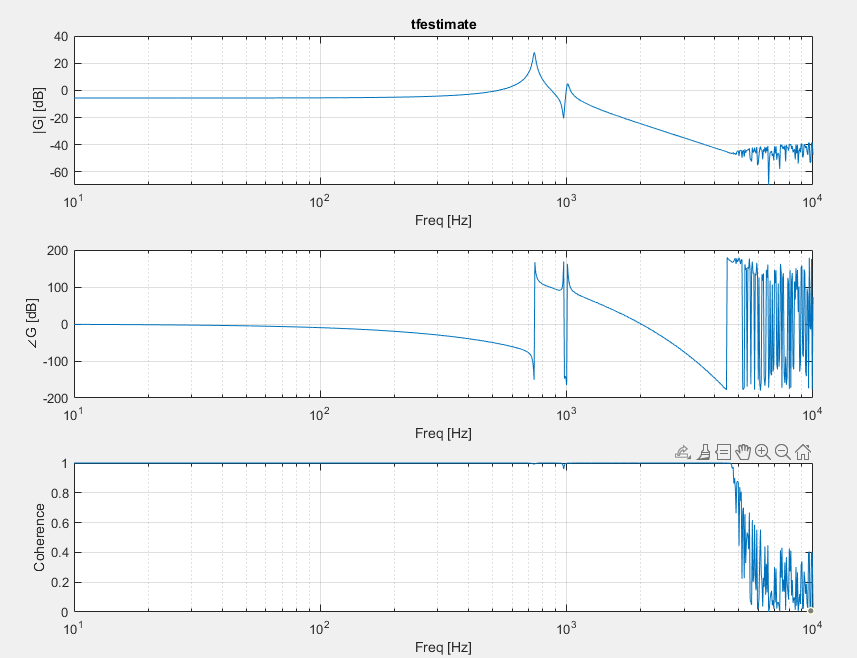 tfestimate
40
20
0
-20
-40
-60
|G| [dB]
10^1 10^2 10^3 10^4
Freq [Hz]
200
100
0
-100
-200
∠G [dB]
10^1 10^2 10^3 10^4
Freq [Hz]
1
0.8
0.6
0.4
0.2
0
Coherence
10^1 10^2 10^3 10^4
Freq [Hz]